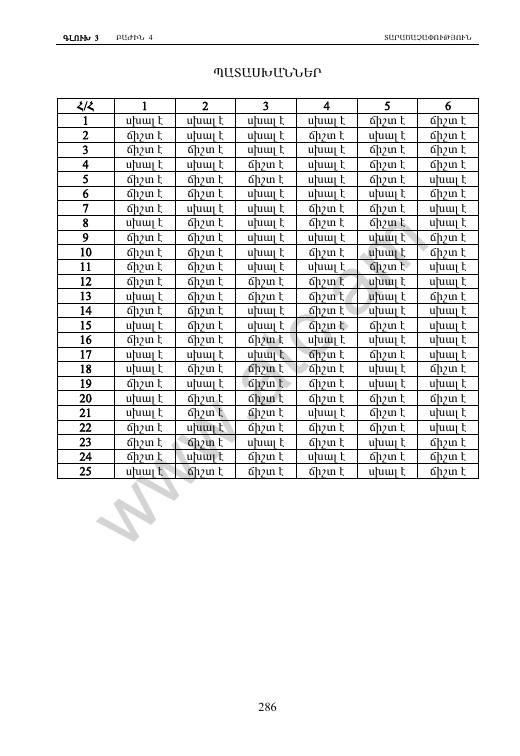 ԳԼՈՒԽ 3 ԲԱԺԻՆ 4 ՏԱՐԱԾԱՉԱՓՈՒԹՅՈՒՆ
ՊԱՏԱՍԽԱՆՆԵՐ
Հ/Հ 1 2 3 4 5 6
1 սխալ է սխալ է սխալ է սխալ է ճիշտ է ճիշտ է
2 ճիշտ է սխալ է սխալ է ճիշտ է սխալ է ճիշտ է
3 ճիշտ է ճիշտ է սխալ է սխալ է ճիշտ է ճիշտ է
4 սխալ է սխալ է ճիշտ է սխալ է սխալ է ճիշտ է
5 ճիշտ է ճիշտ է ճիշտ է ճիշտ է ճիշտ է սխալ է
6 ճիշտ է ճիշտ է սխալ է սխալ է սխալ է ճիշտ է
7 ճիշտ է սխալ է սխալ է ճիշտ է ճիշտ է սխալ է
8 սխալ է ճիշտ է սխալ է ճիշտ է սխալ է ճիշտ է
9 ճիշտ է ճիշտ է սխալ է սխալ է սխալ է ճիշտ է
10 ճիշտ է ճիշտ է սխալ է ճիշտ է սխալ է ճիշտ է
11 ճիշտ է ճիշտ է սխալ է սխալ է ճիշտ է սխալ է
12 ճիշտ է ճիշտ է ճիշտ է ճիշտ է սխալ է ճիշտ է
13 սխալ է ճիշտ է ճիշտ է ճիշտ է սխալ է սխալ է
14 ճիշտ է ճիշտ է սխալ է ճիշտ է սխալ է ճիշտ է
15 սխալ է ճիշտ է սխալ է ճիշտ է ճիշտ է սխալ է
16 ճիշտ է սխալ է ճիշտ է ճիշտ է սխալ է ճիշտ է
17 սխալ է սխալ է սխալ է ճիշտ է ճիշտ է սխալ է
18 սխալ է սխալ է ճիշտ է ճիշտ է սխալ է ճիշտ է
19 ճիշտ է սխալ է ճիշտ է ճիշտ է սխալ է սխալ է
20 սխալ է ճիշտ է ճիշտ է ճիշտ է ճիշտ է սխալ է
21 սխալ է ճիշտ է ճիշտ է սխալ է ճիշտ է սխալ է
22 ճիշտ է սխալ է ճիշտ է սխալ է ճիշտ է ճիշտ է
23 ճիշտ է ճիշտ է սխալ է ճիշտ է սխալ է ճիշտ է
24 ճիշտ է սխալ է ճիշտ է սխալ է ճիշտ է ճիշտ է
25 սխալ է ճիշտ է ճիշտ է ճիշտ է սխալ է ճիշտ է
www.atc.am
286